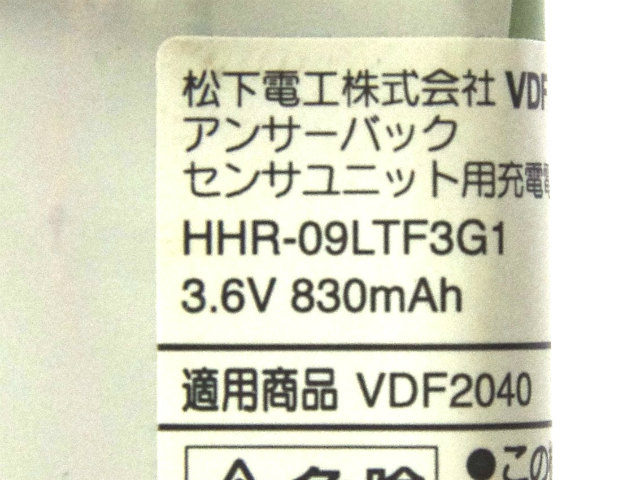 松下電工株式会社 VDF
アンサーバック
センサユニット用充電
HHR-09LTF3G1
3.6V 830mAh
適用商品 VDF2040
●この